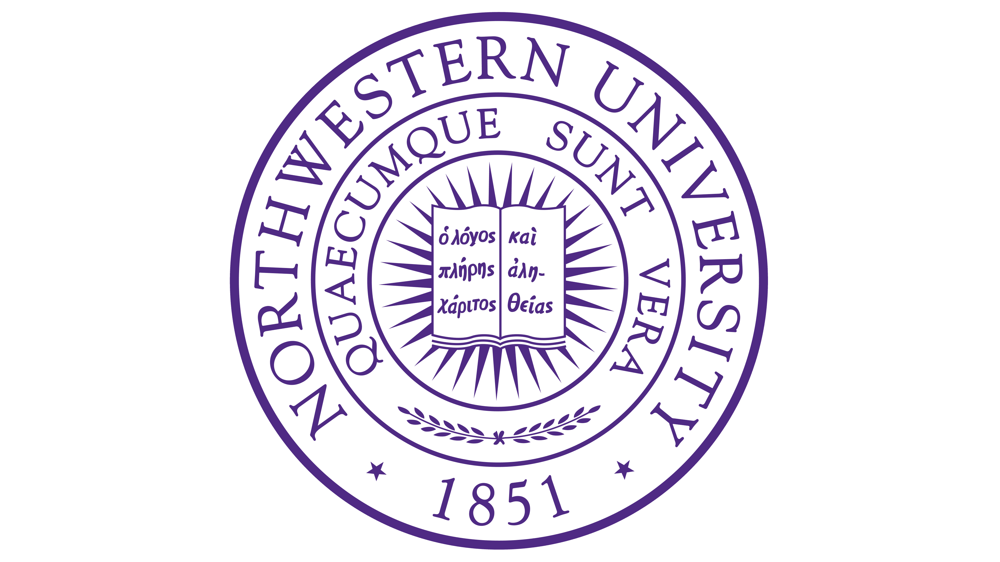 NORTHWESTERN UNIVERSITY
QUAECUMQUE SUNT VERA
ὁ λόγος
πλήρης
χάριτος
καὶ
ἀλη-
θείας
1851